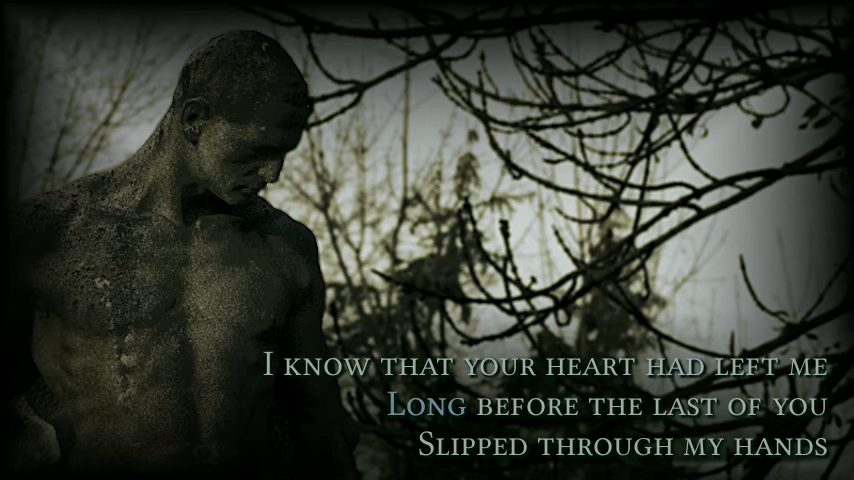 I know that your heart had left me
Long before the last of you
Slipped through my hands